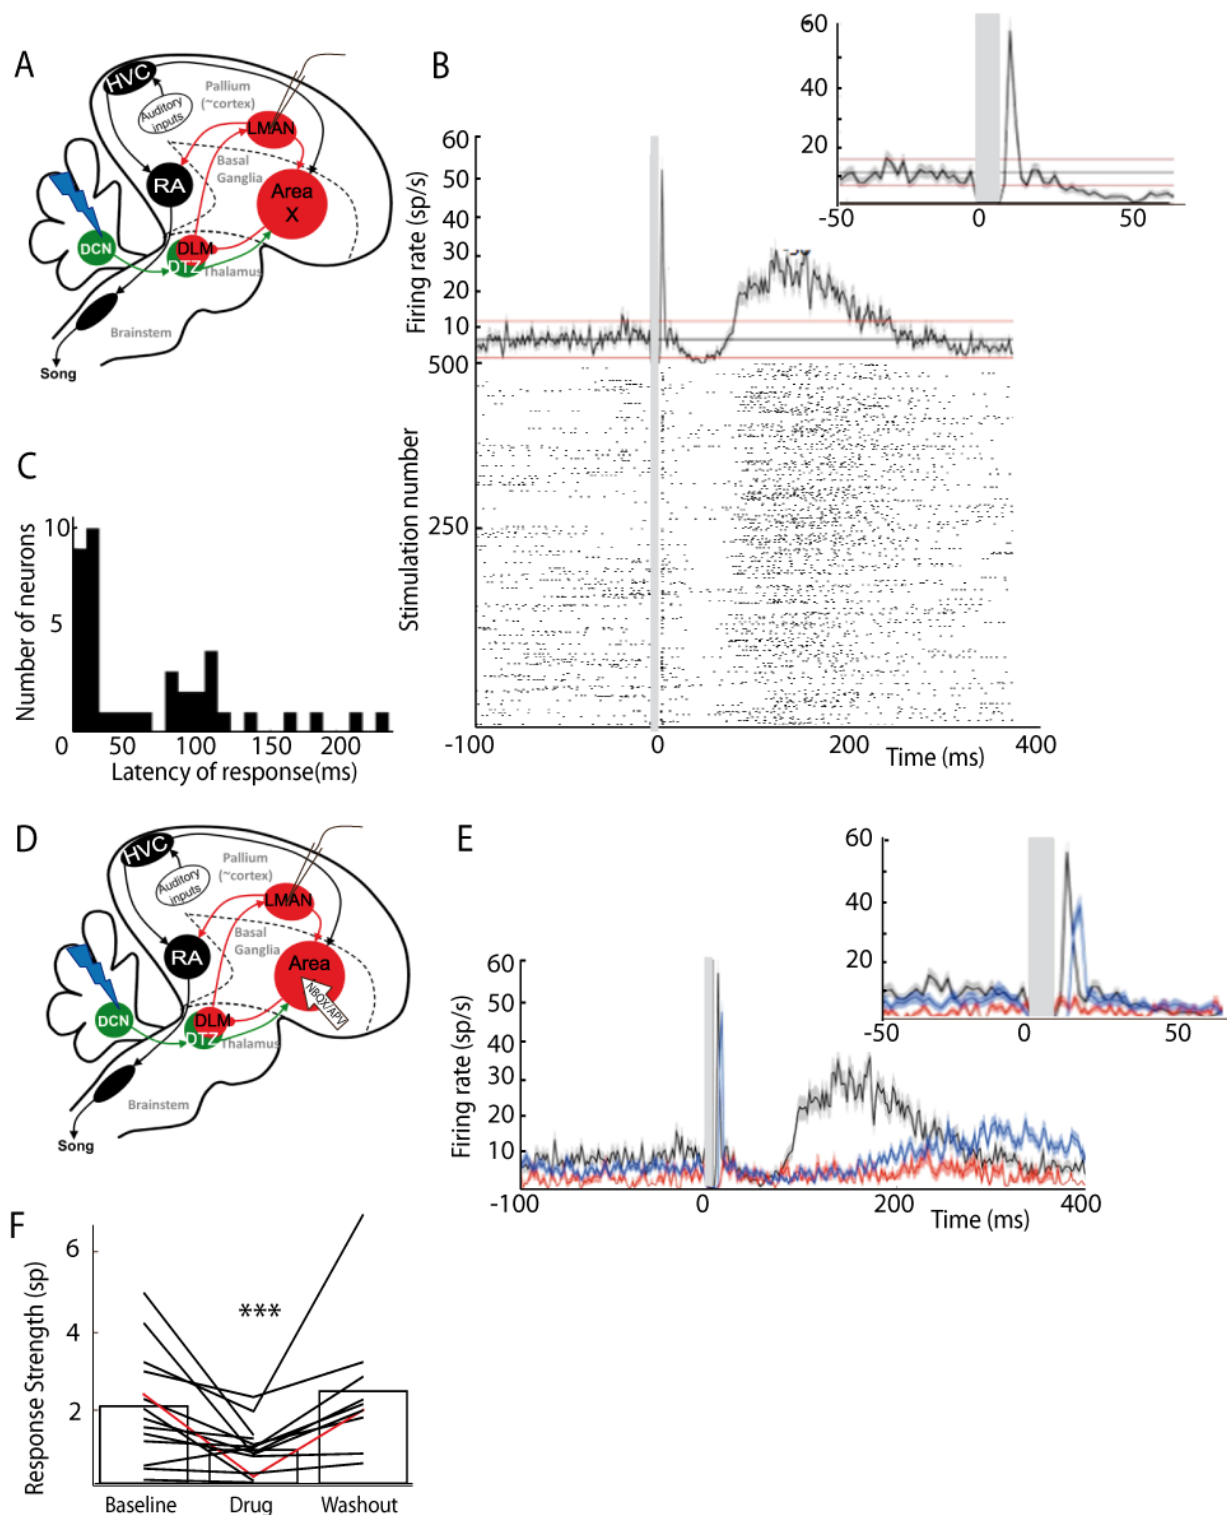 A
HVC
Auditory
inputs
Pallium
(~cortex)
LMAN
Basal
Ganglia
RA
Area
X
DCN
DLM
DTZ
Thalamus
Brainstem
Song
B
Firing rate (sp/s)
60
50
40
30
20
10
500
250
Stimulation number
-100
0
200
400
Time (ms)
60
40
20
-50
0
50
C
Number of neurons
10
5
0
50
100
150
200
Latency of response(ms)
D
HVC
Auditory
inputs
Pallium
(~cortex)
LMAN
Basal
Ganglia
RA
Area
NBQX/APV
DCN
DLM
DTZ
Thalamus
Brainstem
Song
E
Firing rate (sp/s)
60
50
40
30
20
10
-100
0
200
400
Time (ms)
60
40
20
-50
0
50
F
Response Strength (sp)
6
4
2
***
Baseline
Drug
Washout